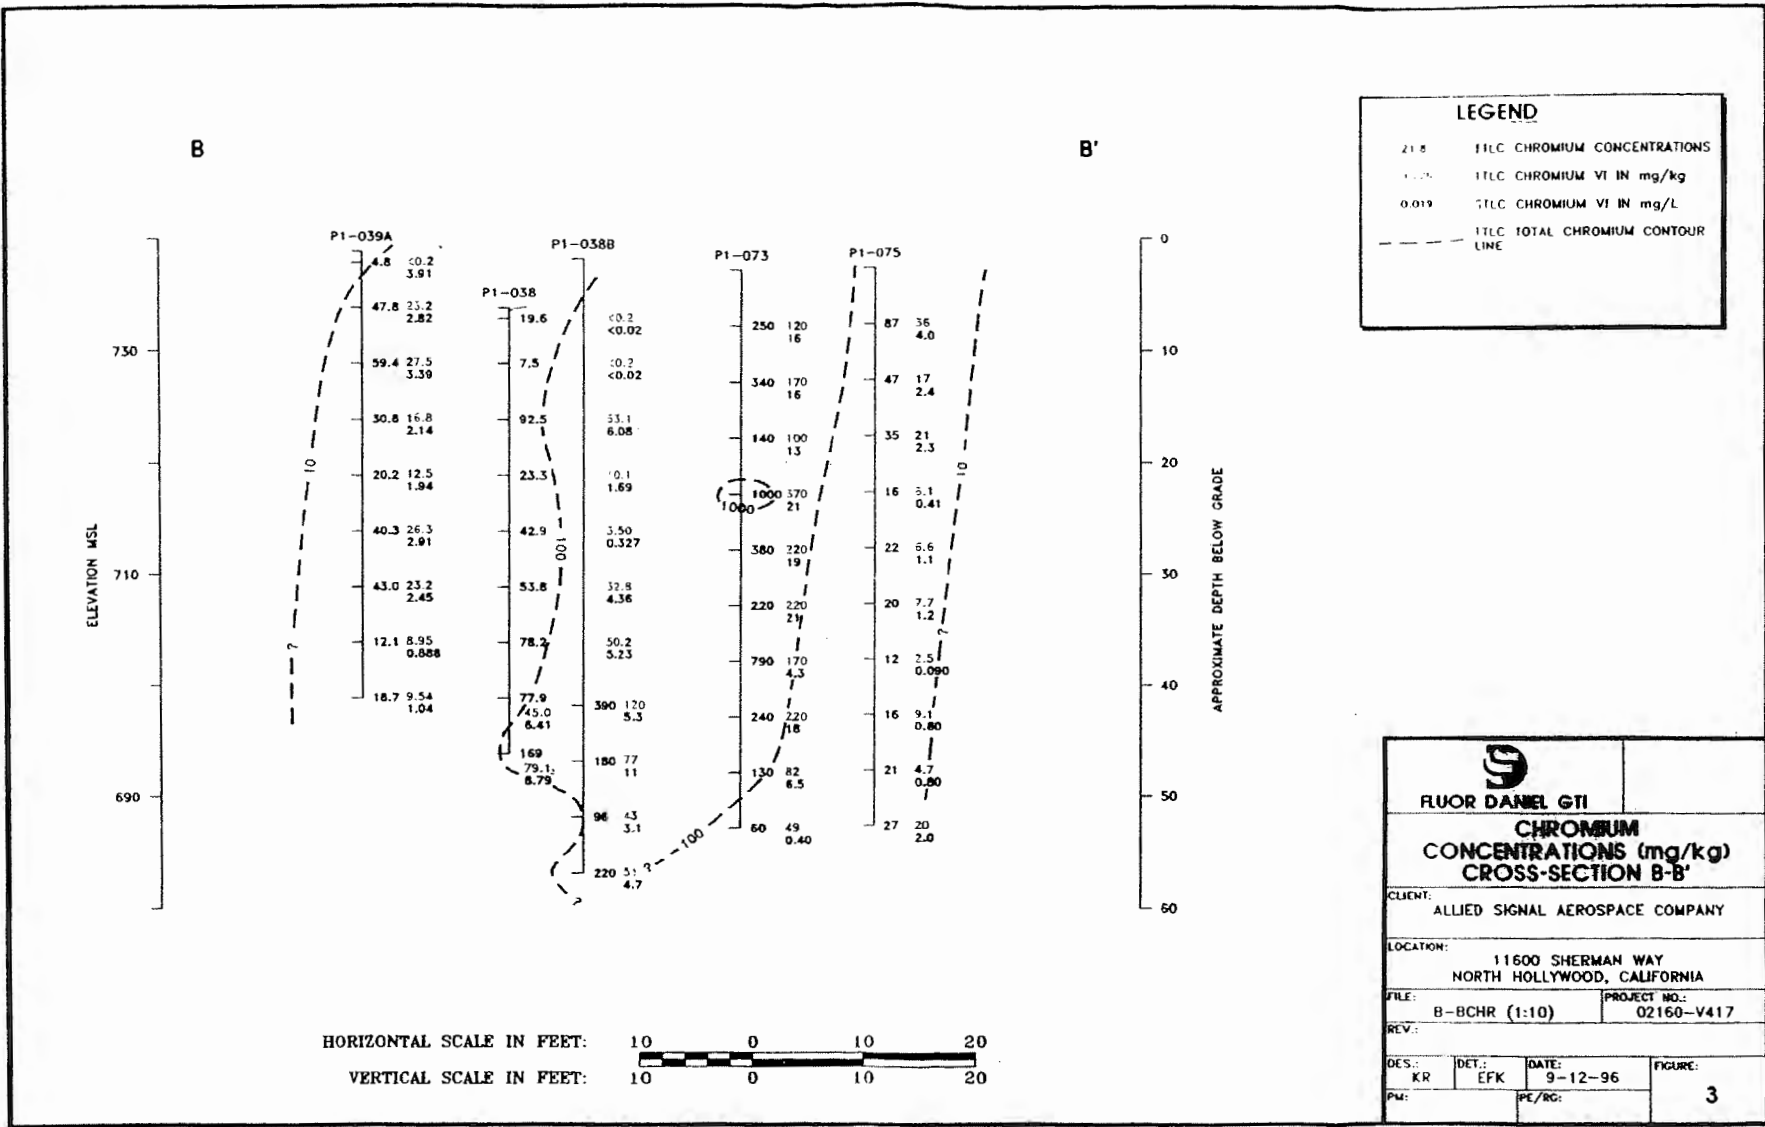 B
B'
LEGEND
21.8 TTLC CHROMIUM CONCENTRATIONS
TTLC CHROMIUM VI IN mg/kg
0.019 STLC CHROMIUM VI IN mg/L
TTLC TOTAL CHROMIUM CONTOUR
LINE
P1-039A
4.8 <0.2
3.91
47.8 23.2
2.82
59.4 27.5
3.39
30.8 16.8
2.14
20.2 12.5
1.94
40.3 26.3
2.91
43.0 23.2
2.45
12.1 8.95
0.888
18.7 9.54
1.04
P1-038
19.6 <0.2
<0.02
7.5 <0.2
<0.02
92.5 53.1
6.08
23.3 10.1
1.69
42.9 3.50
0.327
53.8 32.8
4.36
78.2 50.2
5.23
77.9
45.0
6.41
169
79.1
8.79
P1-038B
390 120
5.3
180 77
11
96 43
3.1
220 51
4.7
P1-073
250 120
16
340 170
16
140 100
13
1000 370
21
380 220
19
220 220
21
790 170
4.3
240 220
18
130 82
6.5
60 49
0.40
P1-075
87 36
4.0
47 17
2.4
35 21
2.3
16
0.41
22 6.6
1.1
20 7.7
1.2
12 2.5
0.090
16 9.1
0.80
21 4.7
0.80
27 20
2.0
10
?
100
?
1000
?
100
10
?
ELEVATION MSL
730
710
690
APPROXIMATE DEPTH BELOW GRADE
0
10
20
30
40
50
60
HORIZONTAL SCALE IN FEET: 10 0 10 20
VERTICAL SCALE IN FEET: 10 0 10 20
FLUOR DANIEL GTI
CHROMIUM
CONCENTRATIONS (mg/kg)
CROSS-SECTION B-B'
CLIENT:
ALLIED SIGNAL AEROSPACE COMPANY
LOCATION:
11600 SHERMAN WAY
NORTH HOLLYWOOD, CALIFORNIA
FILE:
B-BCHR (1:10)
PROJECT NO.:
02160-V417
REV.:
DES.:
KR
DET.:
EFK
DATE:
9-12-96
FIGURE:
3
PM:
PE/RG: